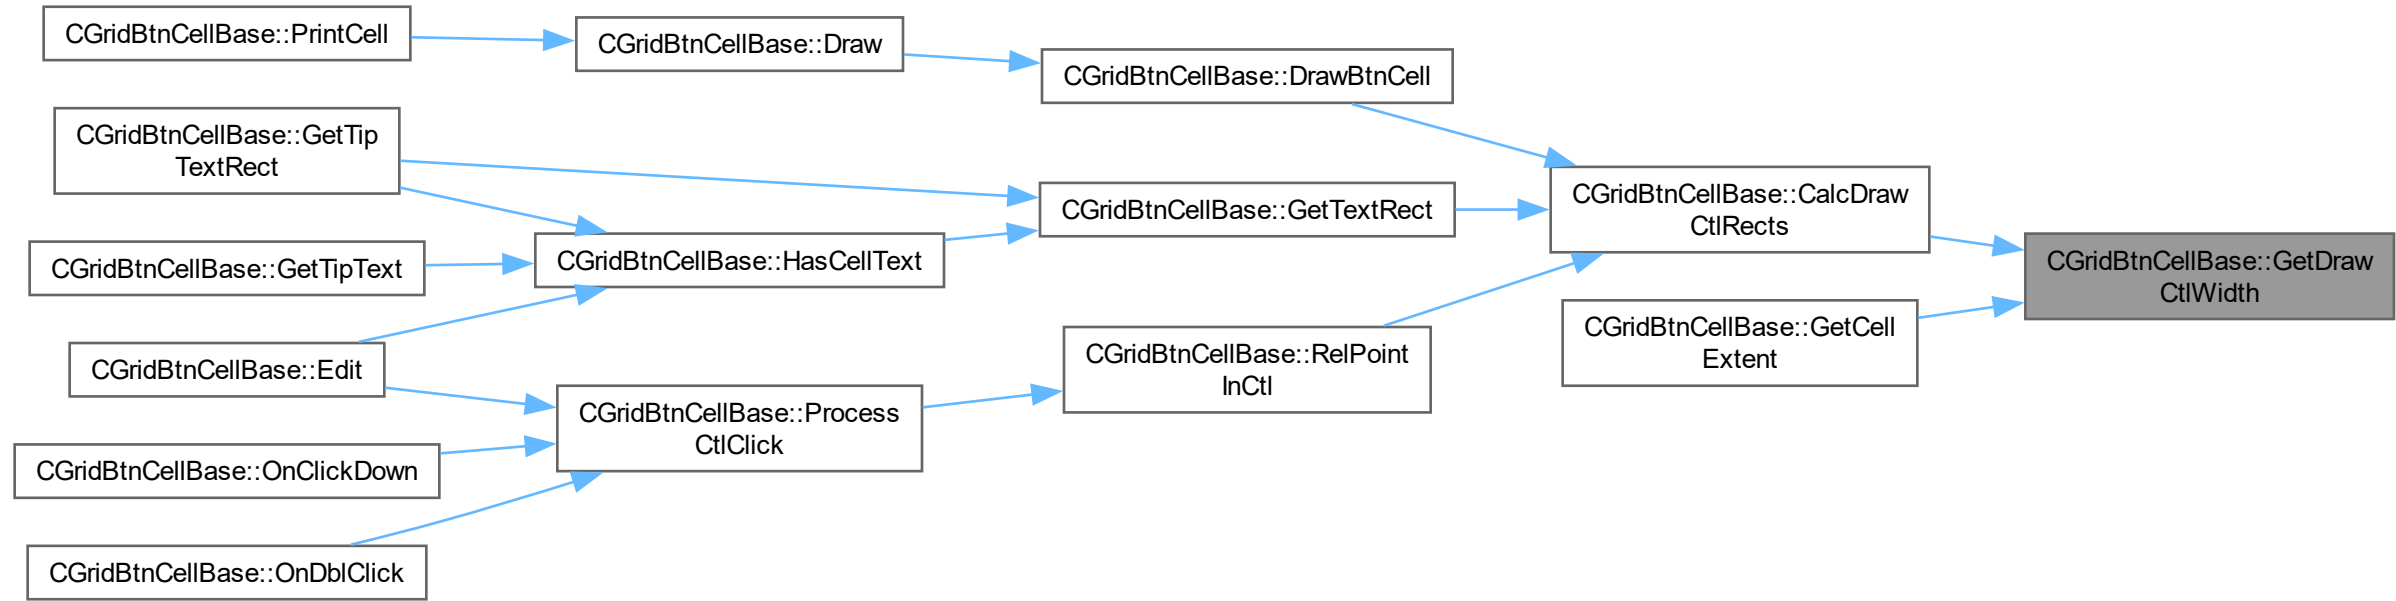 CGridBtnCellBase::PrintCell
CGridBtnCellBase::Draw
CGridBtnCellBase::DrawBtnCell
CGridBtnCellBase::GetTip
TextRect
CGridBtnCellBase::GetTextRect
CGridBtnCellBase::CalcDraw
CtlRects
CGridBtnCellBase::GetTipText
CGridBtnCellBase::HasCellText
CGridBtnCellBase::GetDraw
CtlWidth
CGridBtnCellBase::GetCell
Extent
CGridBtnCellBase::Edit
CGridBtnCellBase::RelPoint
InCtl
CGridBtnCellBase::Process
CtlClick
CGridBtnCellBase::OnClickDown
CGridBtnCellBase::OnDblClick